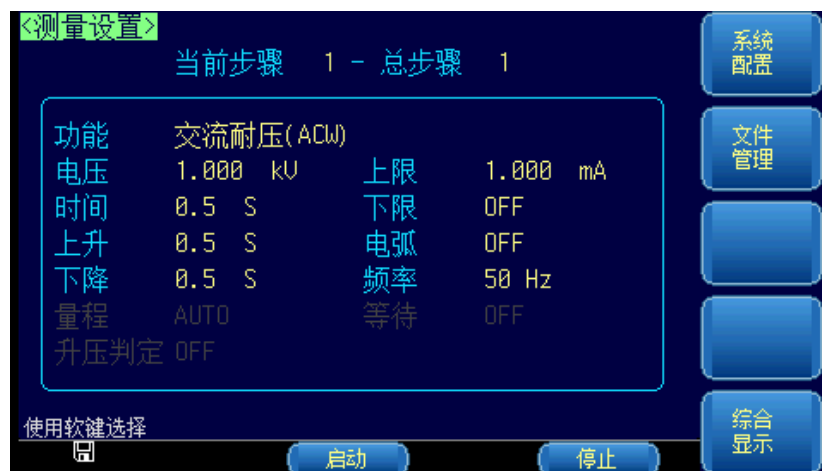 <测量设置>
当前步骤 1 - 总步骤 1
功能 交流耐压(ACW)
电压 1.000 kV 上限 1.000 mA
时间 0.5 S 下限 OFF
上升 0.5 S 电弧 OFF
下降 0.5 S 频率 50 Hz
量程 AUTO 等待 OFF
升压判定 OFF
使用软键选择
启动 停止
系统
配置
文件
管理
综合
显示